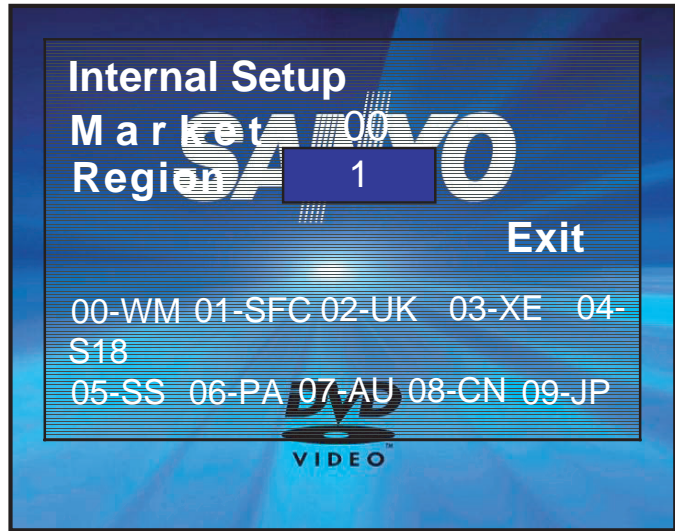 Internal Setup
SANYO
Market 00
Region 1
Exit
00-WM 01-SFC 02-UK 03-XE 04-
S18
05-SS 06-PA 07-AU 08-CN 09-JP
DVD
VIDEO™